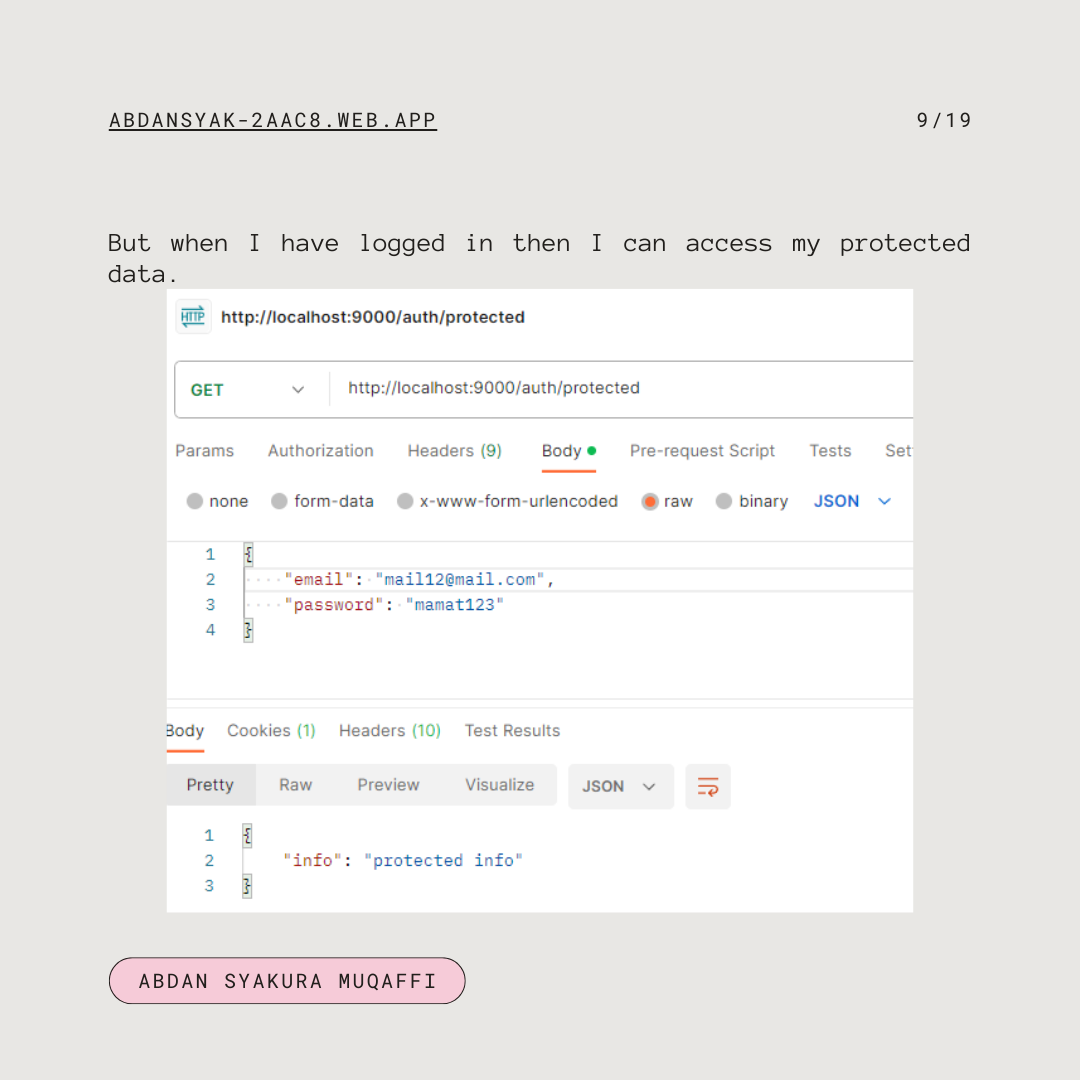 ABDANSYAK-2AAC8.WEB.APP 9/19
But when I have logged in then I can access my protected
data.
HTTP http://localhost:9000/auth/protected
GET http://localhost:9000/auth/protected
Params Authorization Headers (9) Body Pre-request Script Tests Set
none form-data x-www-form-urlencoded raw binary JSON
1 {
2 "email": "mail12@mail.com",
3 "password": "mamat123"
4 }
Body Cookies (1) Headers (10) Test Results
Pretty Raw Preview Visualize JSON
1 {
2 "info": "protected info"
3 }
ABDAN SYAKURA MUQAFFI